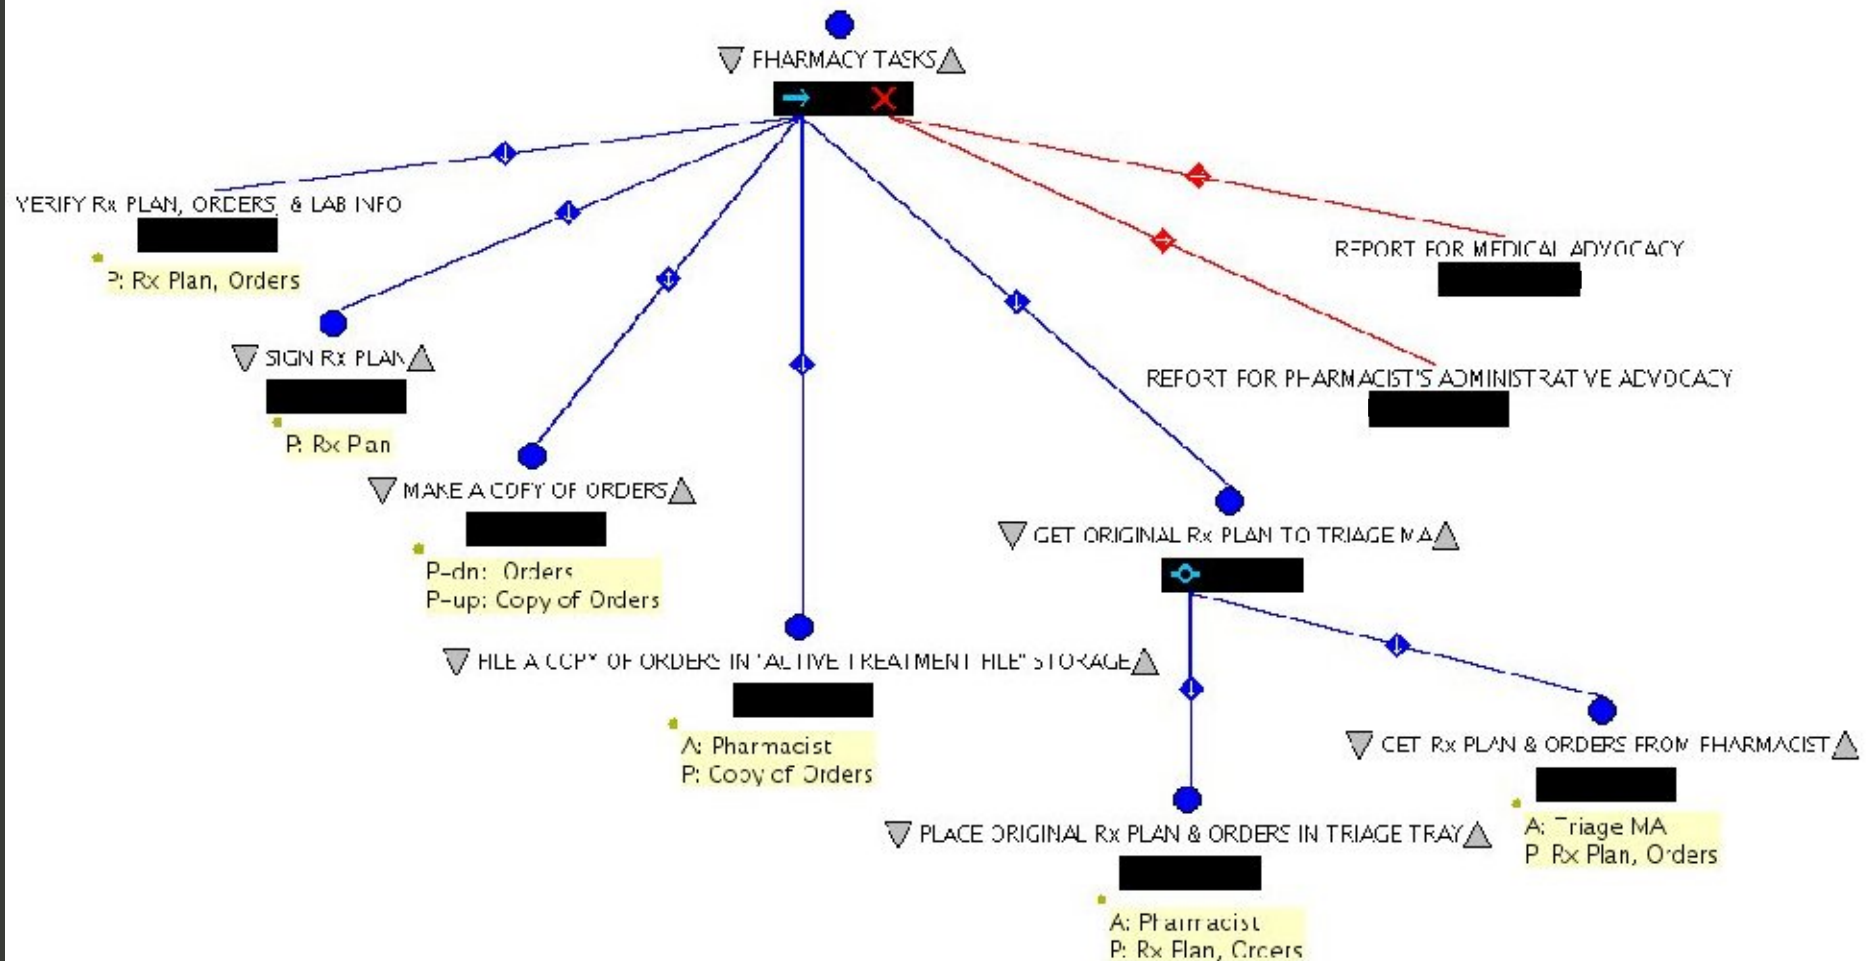 PHARMACY TASKS
VERIFY Rx PLAN, ORDERS, & LAB INFO
P: Rx Plan, Orders
REPORT FOR MEDICAL ADVOCACY
SIGN Rx PLAN
P: Rx Plan
REPORT FOR PHARMACIST'S ADMINISTRATIVE ADVOCACY
MAKE A COPY OF ORDERS
P-dn: Orders
P-up: Copy of Orders
GET ORIGINAL Rx PLAN TO TRIAGE MA
FILE A COPY OF ORDERS IN "ACTIVE TREATMENT FILE" STORAGE
A: Pharmacist
P: Copy of Orders
GET Rx PLAN & ORDERS FROM PHARMACIST
A: Triage MA
P: Rx Plan, Orders
PLACE ORIGINAL Rx PLAN & ORDERS IN TRIAGE TRAY
A: Pharmacist
P: Rx Plan, Orders